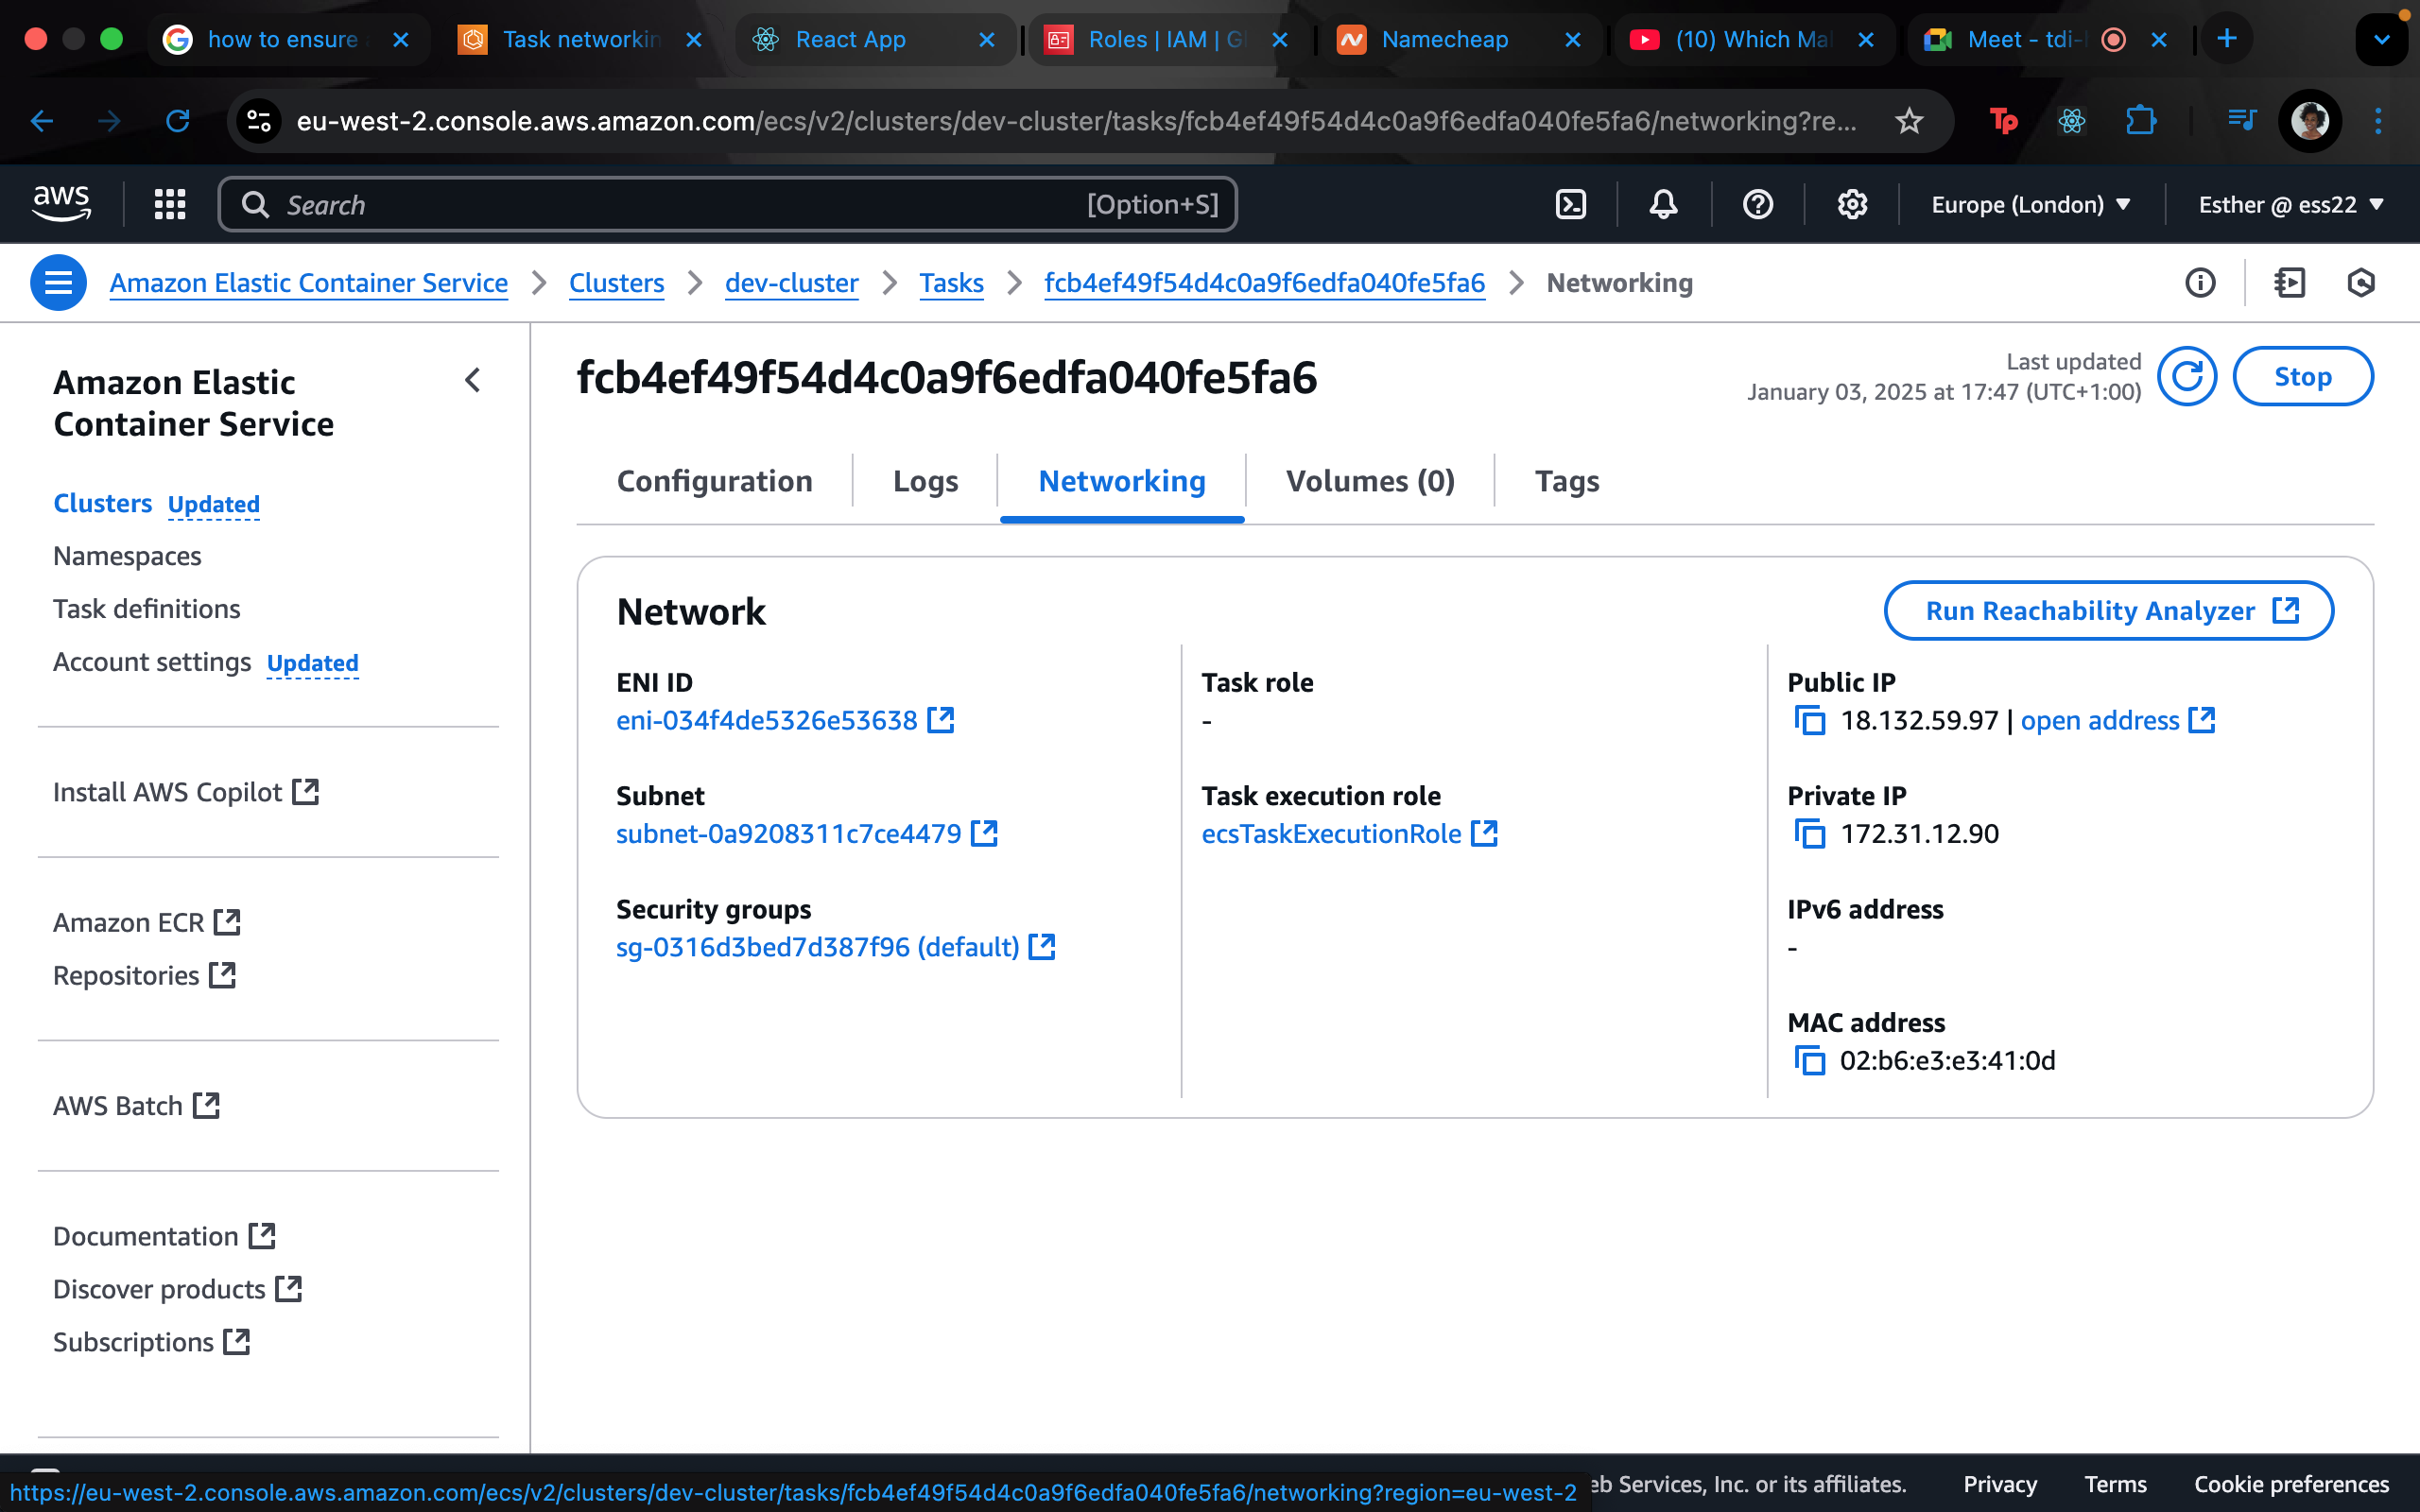 how to ensure
Task networkin
React App
Roles | IAM | G
Namecheap
(10) Which Ma
Meet - tdi-
eu-west-2.console.aws.amazon.com/ecs/v2/clusters/dev-cluster/tasks/fcb4ef49f54d4c0a9f6edfa040fe5fa6/networking?re...
Tp
aws
Search
[Option+S]
Europe (London)
Esther @ ess22
Amazon Elastic Container Service
Clusters
dev-cluster
Tasks
fcb4ef49f54d4c0a9f6edfa040fe5fa6
Networking
Amazon Elastic
Container Service
Clusters Updated
Namespaces
Task definitions
Account settings Updated
Install AWS Copilot
Amazon ECR
Repositories
AWS Batch
Documentation
Discover products
Subscriptions
fcb4ef49f54d4c0a9f6edfa040fe5fa6
Last updated
January 03, 2025 at 17:47 (UTC+1:00)
Stop
Configuration
Logs
Networking
Volumes (0)
Tags
Network
Run Reachability Analyzer
ENI ID
eni-034f4de5326e53638
Subnet
subnet-0a9208311c7ce4479
Security groups
sg-0316d3bed7d387f96 (default)
Task role
-
Task execution role
ecsTaskExecutionRole
Public IP
18.132.59.97 | open address
Private IP
172.31.12.90
IPv6 address
-
MAC address
02:b6:e3:e3:41:0d
https://eu-west-2.console.aws.amazon.com/ecs/v2/clusters/dev-cluster/tasks/fcb4ef49f54d4c0a9f6edfa040fe5fa6/networking?region=eu-west-2
eb Services, Inc. or its affiliates.
Privacy
Terms
Cookie preferences